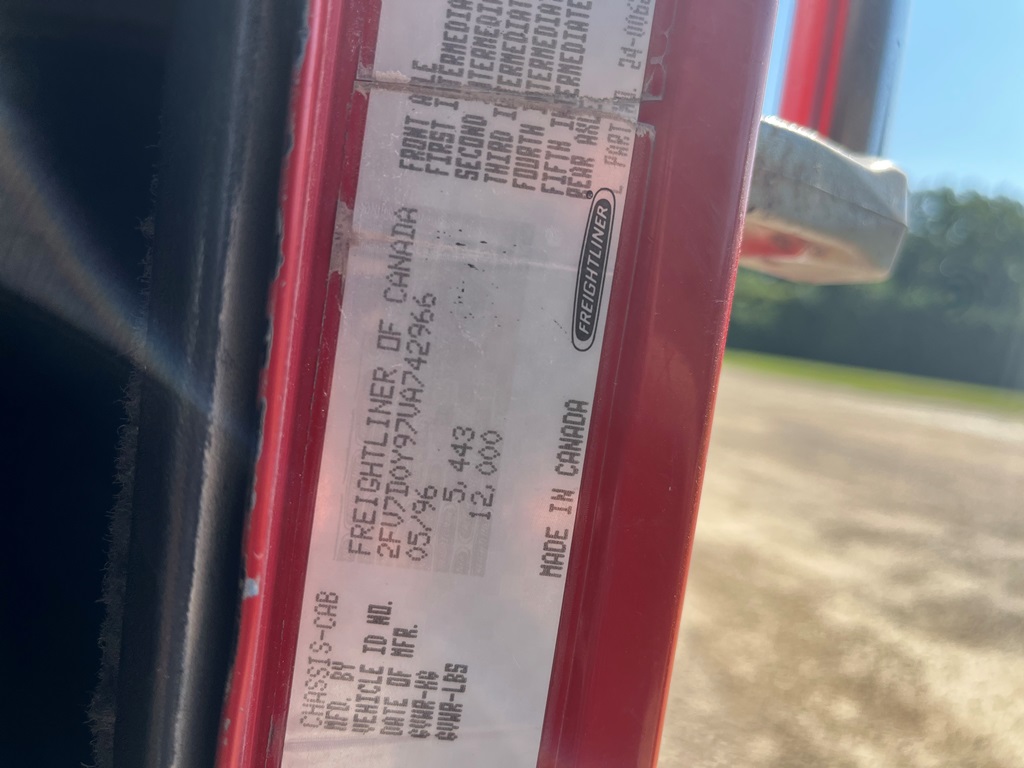 CHASSIS-CAB
MFD. BY FREIGHTLINER OF CANADA
VEHICLE ID NO. 2FV7D0Y97VA742966
DATE OF MFR. 05/96
GVWR-KG 5,443
GVWR-LBS 12,000
FRONT AXLE
FIRST INTERMEDIATE
SECOND INTERMEDIATE
THIRD INTERMEDIATE
FOURTH INTERMEDIATE
FIFTH INTERMEDIATE
REAR AXLE
MADE IN CANADA
FREIGHTLINER
PART NO.